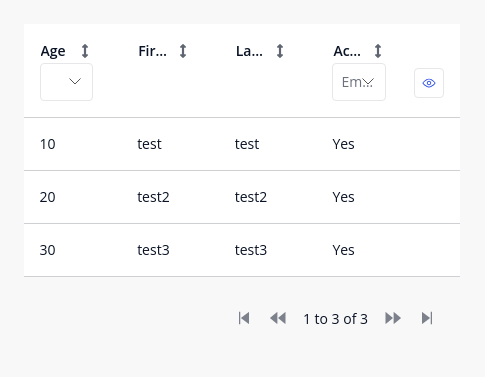 Age Fir... La... Ac...
Em...
10 test test Yes
20 test2 test2 Yes
30 test3 test3 Yes
1 to 3 of 3